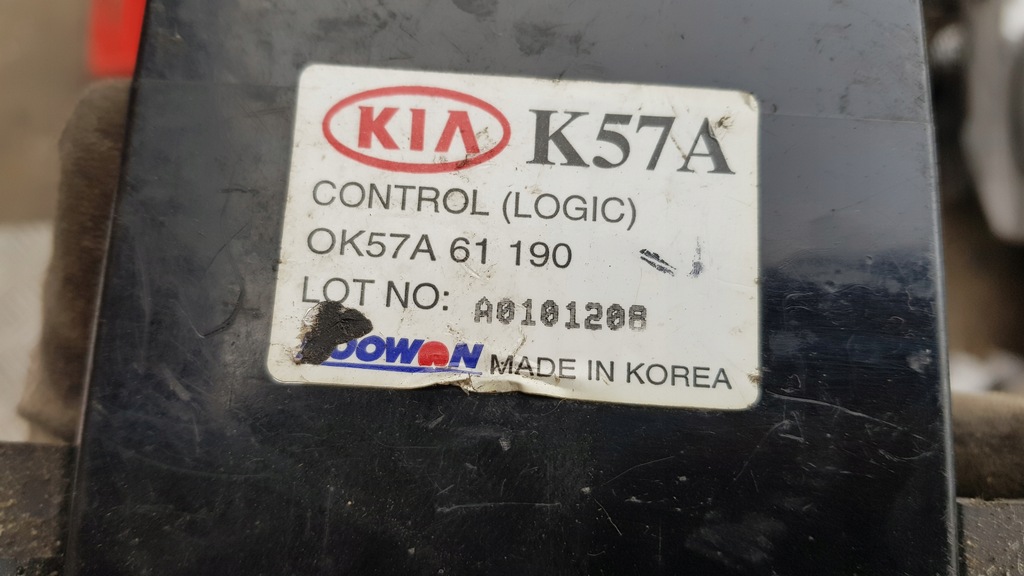 KIA K57A
CONTROL (LOGIC)
OK57A 61 190
LOT NO: A0101208
MADE IN KOREA